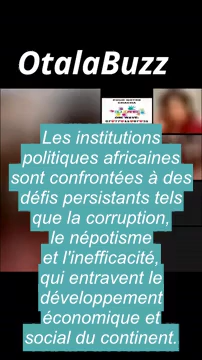 OtalaBuzz
Les institutions
politiques africaines
sont confrontées à des
défis persistants tels
que la corruption,
le népotisme
et l'inefficacité,
qui entravent le
développement
économique et
social du continent.